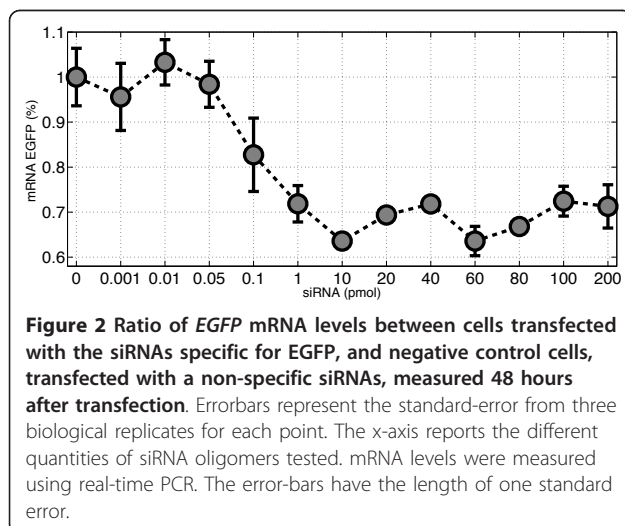 1.1
1
0.9
0.8
0.7
0.6
mRNA EGFP (%)
0 0.001 0.01 0.05 0.1 1 10 20 40 60 80 100 200
siRNA (pmol)
Figure 2 Ratio of EGFP mRNA levels between cells transfected
with the siRNAs specific for EGFP, and negative control cells,
transfected with a non-specific siRNAs, measured 48 hours
after transfection. Errorbars represent the standard-error from three
biological replicates for each point. The x-axis reports the different
quantities of siRNA oligomers tested. mRNA levels were measured
using real-time PCR. The error-bars have the length of one standard
error.